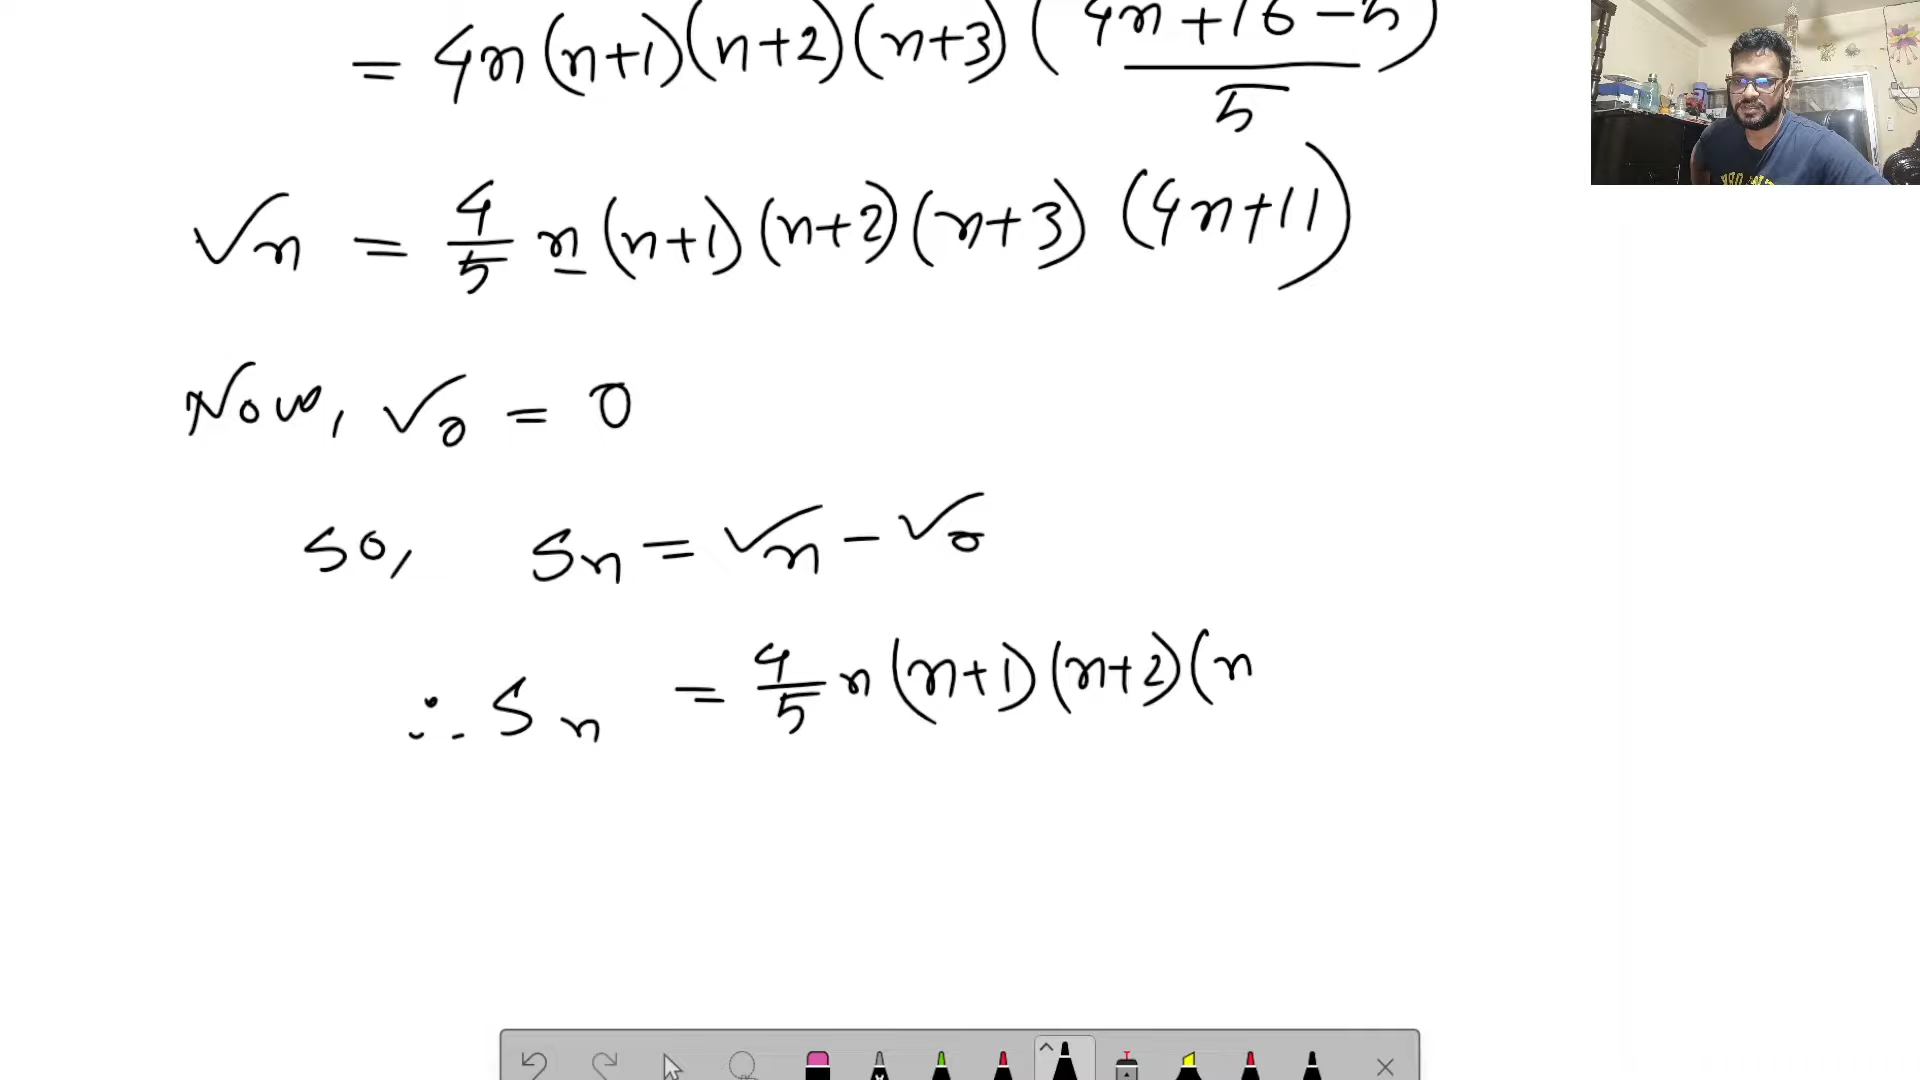 = 4n (n+1)(n+2)(n+3) ( (4n+16-5)/5 )
Vn = 4/5 n (n+1) (n+2) (n+3) (4n+11)
Now, V0 = 0
So, Sn = Vn - V0
∴ Sn = 4/5 n (n+1) (n+2) (n